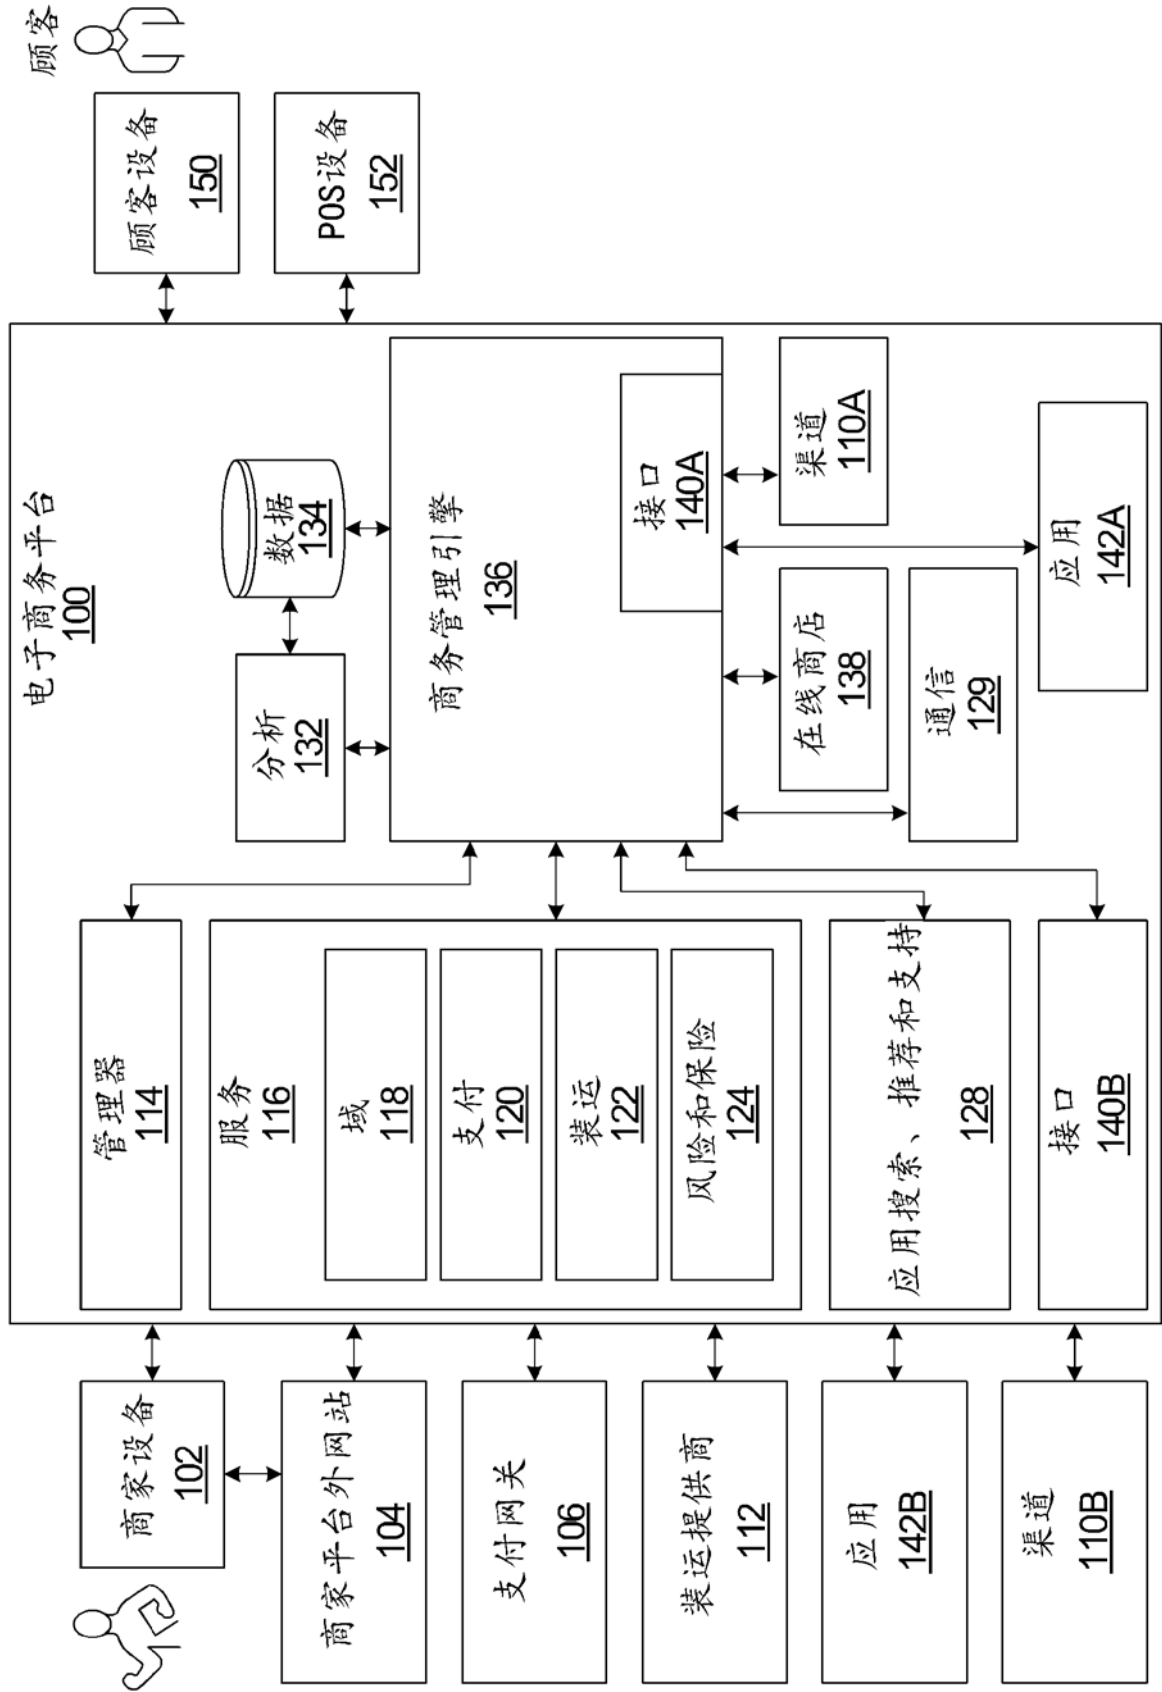 电子商务平台
100
商家设备
102
商家平台外网站
104
支付网关
106
装运提供商
112
应用
142B
渠道
110B
管理器
114
服务
116
域
118
支付
120
装运
122
风险和保险
124
应用搜索、推荐和支持
128
接口
140B
分析
132
数据
134
商务管理引擎
136
接口
140A
在线商店
138
渠道
110A
通信
129
应用
142A
顾客
顾客设备
150
POS设备
152